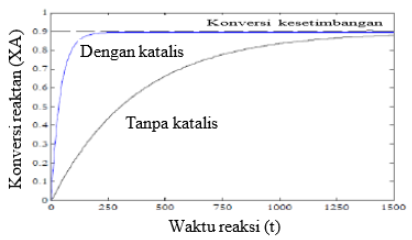 Konversi kesetimbangan
Dengan katalis
Tanpa katalis
Konversi reaktan (XA)
1
0.9
0.8
0.7
0.6
0.5
0.4
0.3
0.2
0.1
0
0 250 500 750 1000 1250 1500
Waktu reaksi (t)